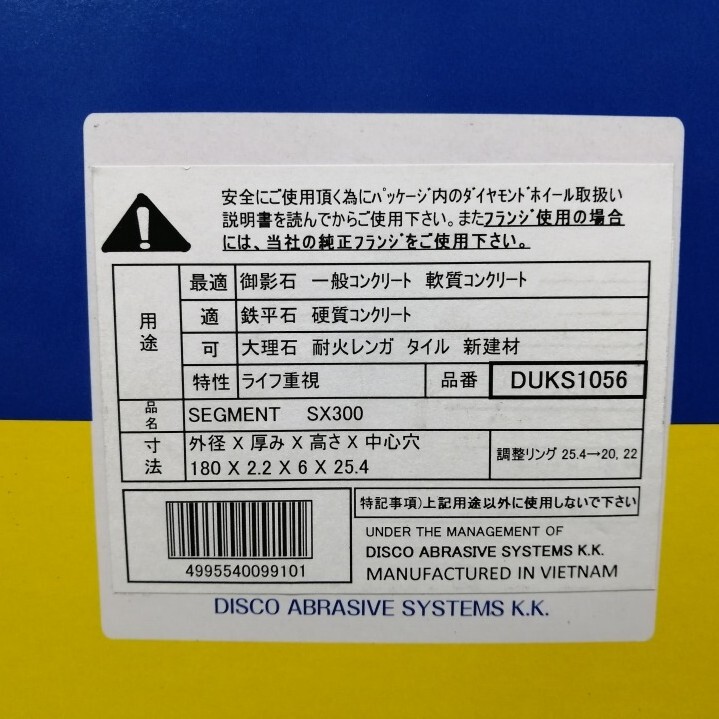 安全にご使用頂く為にﾊﾟｯｹｰｼﾞ内のﾀﾞｲﾔﾓﾝﾄﾞﾎｲｰﾙ取扱い
説明書を読んでからご使用下さい。またﾌﾗﾝｼﾞ使用の場合
には、当社の純正ﾌﾗﾝｼﾞをご使用下さい。
用途
最適 御影石 一般ｺﾝｸﾘｰﾄ 軟質ｺﾝｸﾘｰﾄ
適 鉄平石 硬質ｺﾝｸﾘｰﾄ
可 大理石 耐火レンガ タイル 新建材
特性 ライフ重視 品番 DUKS1056
品名 SEGMENT SX300
寸法 外径 X 厚み X 高さ X 中心穴
180 X 2.2 X 6 X 25.4
調整リング 25.4→20, 22
4995540099101
特記事項)上記用途以外に使用しないで下さい
UNDER THE MANAGEMENT OF
DISCO ABRASIVE SYSTEMS K.K.
MANUFACTURED IN VIETNAM
DISCO ABRASIVE SYSTEMS K.K.